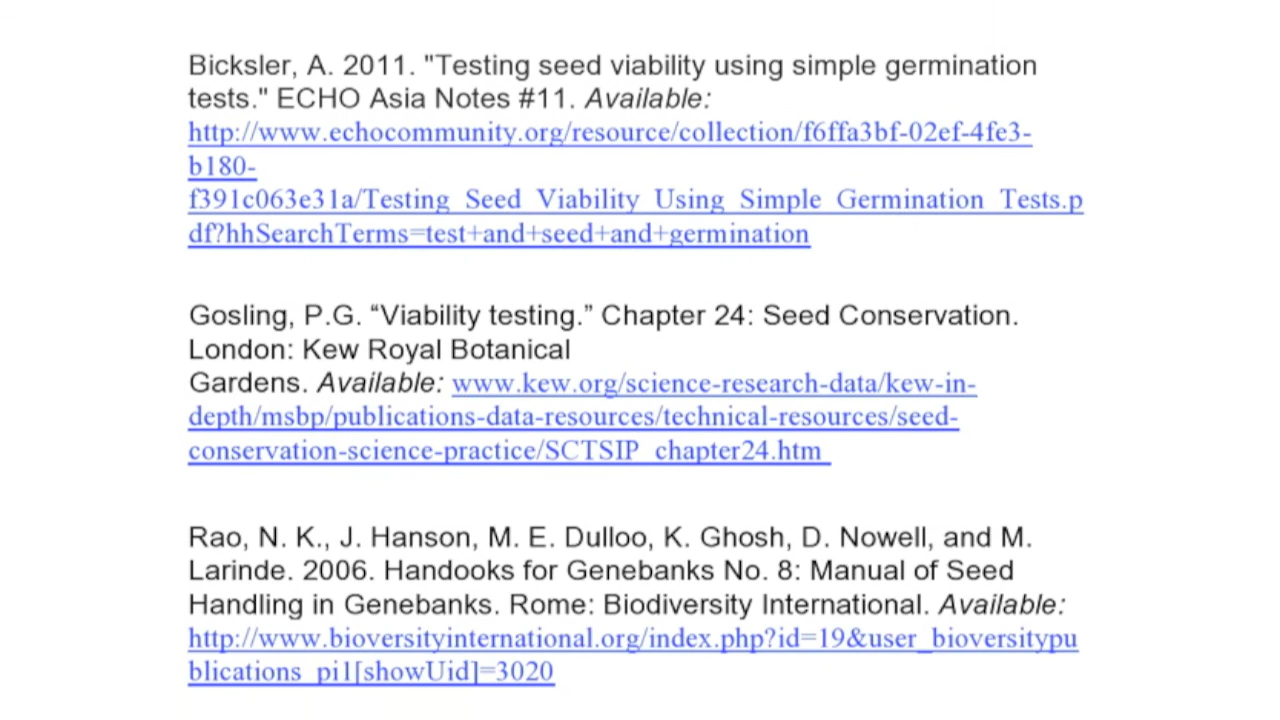 Bicksler, A. 2011. "Testing seed viability using simple germination
tests." ECHO Asia Notes #11. Available:
http://www.echocommunity.org/resource/collection/f6ffa3bf-02ef-4fe3-
b180-
f391c063e31a/Testing_Seed_Viability_Using_Simple_Germination_Tests.p
df?hhSearchTerms=test+and+seed+and+germination
Gosling, P.G. “Viability testing.” Chapter 24: Seed Conservation.
London: Kew Royal Botanical
Gardens. Available: www.kew.org/science-research-data/kew-in-
depth/msbp/publications-data-resources/technical-resources/seed-
conservation-science-practice/SCTSIP_chapter24.htm
Rao, N. K., J. Hanson, M. E. Dulloo, K. Ghosh, D. Nowell, and M.
Larinde. 2006. Handooks for Genebanks No. 8: Manual of Seed
Handling in Genebanks. Rome: Biodiversity International. Available:
http://www.bioversityinternational.org/index.php?id=19&user_bioversitypu
blications_pi1[showUid]=3020